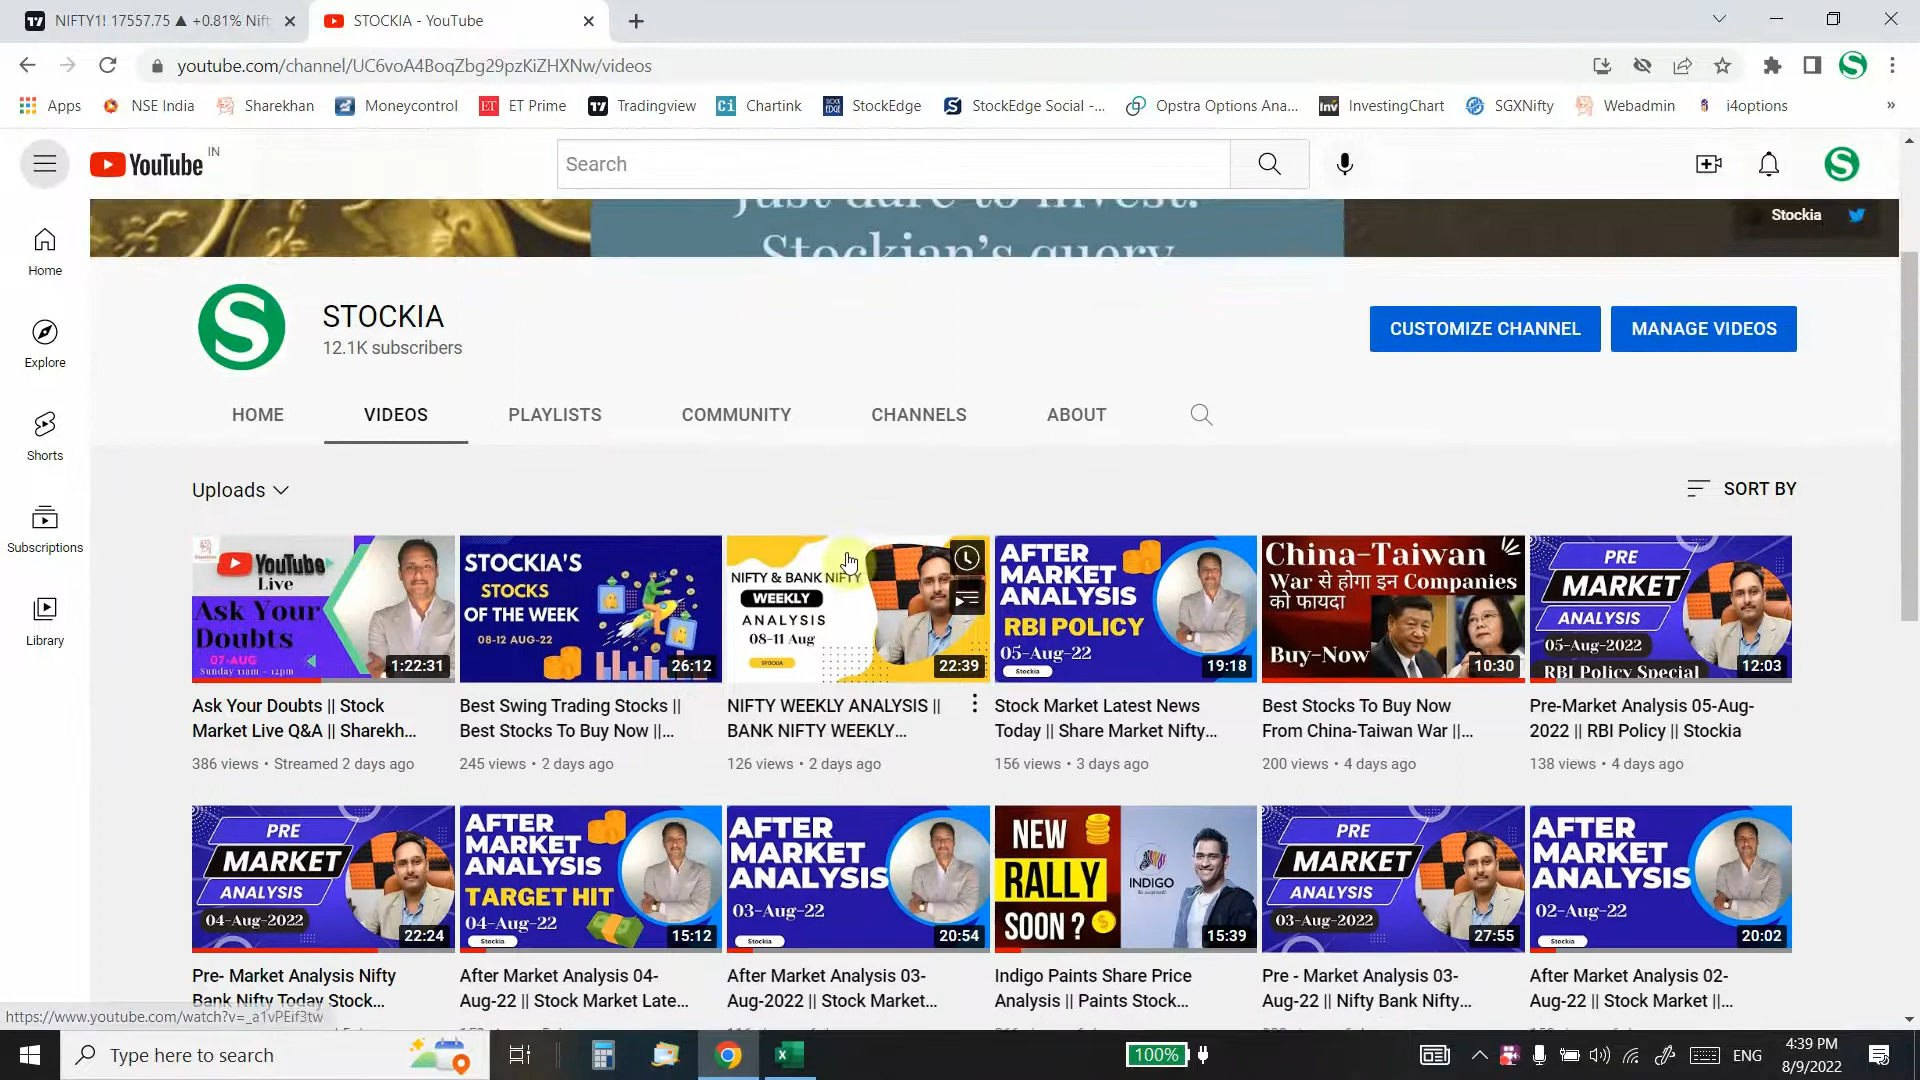 NIFTY1! 17557.75 ▲ +0.81% Nift
STOCKIA - YouTube
youtube.com/channel/UC6voA4BoqZbg29pzKiZHXNw/videos
Apps
NSE India
Sharekhan
Moneycontrol
ET Prime
Tradingview
Chartink
StockEdge
StockEdge Social -...
Opstra Options Ana...
InvestingChart
SGXNifty
Webadmin
i4options
»
YouTube IN
Search
Just dare to invest.
Stockian's query
Stockia
Home
Explore
Shorts
Subscriptions
Library
STOCKIA
12.1K subscribers
CUSTOMIZE CHANNEL
MANAGE VIDEOS
HOME
VIDEOS
PLAYLISTS
COMMUNITY
CHANNELS
ABOUT
Uploads
SORT BY
YouTube
Live
Ask Your
Doubts
07-AUG
Sunday 11am - 12pm
1:22:31
STOCKIA'S
STOCKS
OF THE WEEK
08-12 AUG-22
26:12
NIFTY & BANK NIFTY
WEEKLY
ANALYSIS
08-11 Aug
STOCKIA
22:39
AFTER
MARKET
ANALYSIS
RBI POLICY
05-Aug-22
Stockia
19:18
China-Taiwan
War से होगा इन Companies
को फायदा
Buy-Now
10:30
PRE
MARKET
ANALYSIS
05-Aug-2022
RBI Policy Special
12:03
Ask Your Doubts || Stock
Market Live Q&A || Sharekh...
386 views • Streamed 2 days ago
Best Swing Trading Stocks ||
Best Stocks To Buy Now ||...
245 views • 2 days ago
NIFTY WEEKLY ANALYSIS ||
BANK NIFTY WEEKLY...
126 views • 2 days ago
Stock Market Latest News
Today || Share Market Nifty...
156 views • 3 days ago
Best Stocks To Buy Now
From China-Taiwan War ||...
200 views • 4 days ago
Pre-Market Analysis 05-Aug-
2022 || RBI Policy || Stockia
138 views • 4 days ago
PRE
MARKET
ANALYSIS
04-Aug-2022
22:24
AFTER
MARKET
ANALYSIS
TARGET HIT
04-Aug-22
Stockia
15:12
AFTER
MARKET
ANALYSIS
03-Aug-22
Stockia
20:54
NEW
RALLY
SOON ?
INDIGO
Be surprised!
15:39
PRE
MARKET
ANALYSIS
03-Aug-2022
27:55
AFTER
MARKET
ANALYSIS
02-Aug-22
Stockia
20:02
Pre- Market Analysis Nifty
Bank Nifty Today Stock...
After Market Analysis 04-
Aug-22 || Stock Market Late...
After Market Analysis 03-
Aug-2022 || Stock Market...
Indigo Paints Share Price
Analysis || Paints Stock...
Pre - Market Analysis 03-
Aug-22 || Nifty Bank Nifty...
After Market Analysis 02-
Aug-22 || Stock Market ||...
https://www.youtube.com/watch?v=_a1vPEif3tw
Type here to search
100%
ENG
4:39 PM
8/9/2022